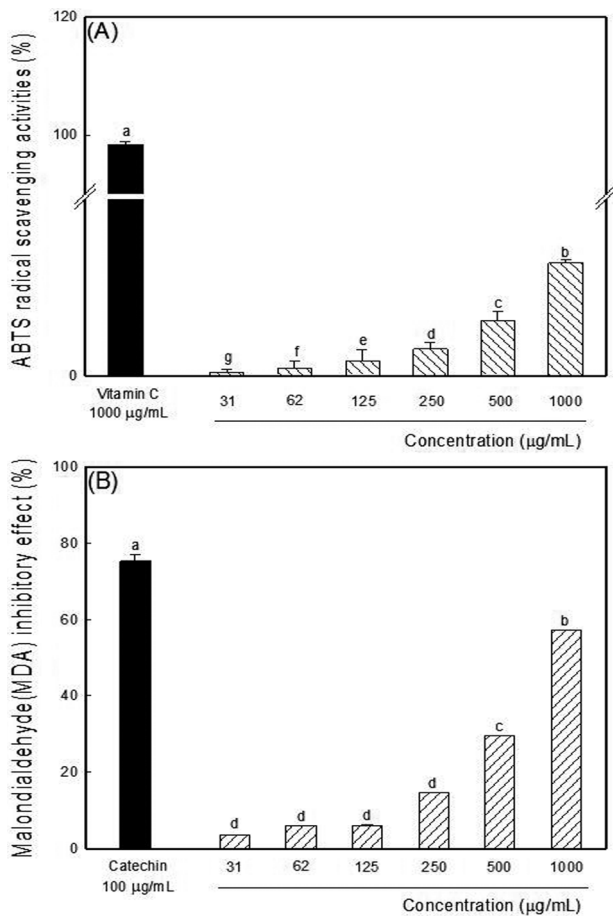 (A)
ABTS radical scavenging activities (%)
120
100
0
a
g
f
e
d
c
b
Vitamin C
1000 μg/mL
31 62 125 250 500 1000
Concentration (μg/mL)
(B)
Malondialdehyde(MDA) inhibitory effect (%)
100
80
60
40
20
0
a
d
d
d
d
c
b
Catechin
100 μg/mL
31 62 125 250 500 1000
Concentration (μg/mL)